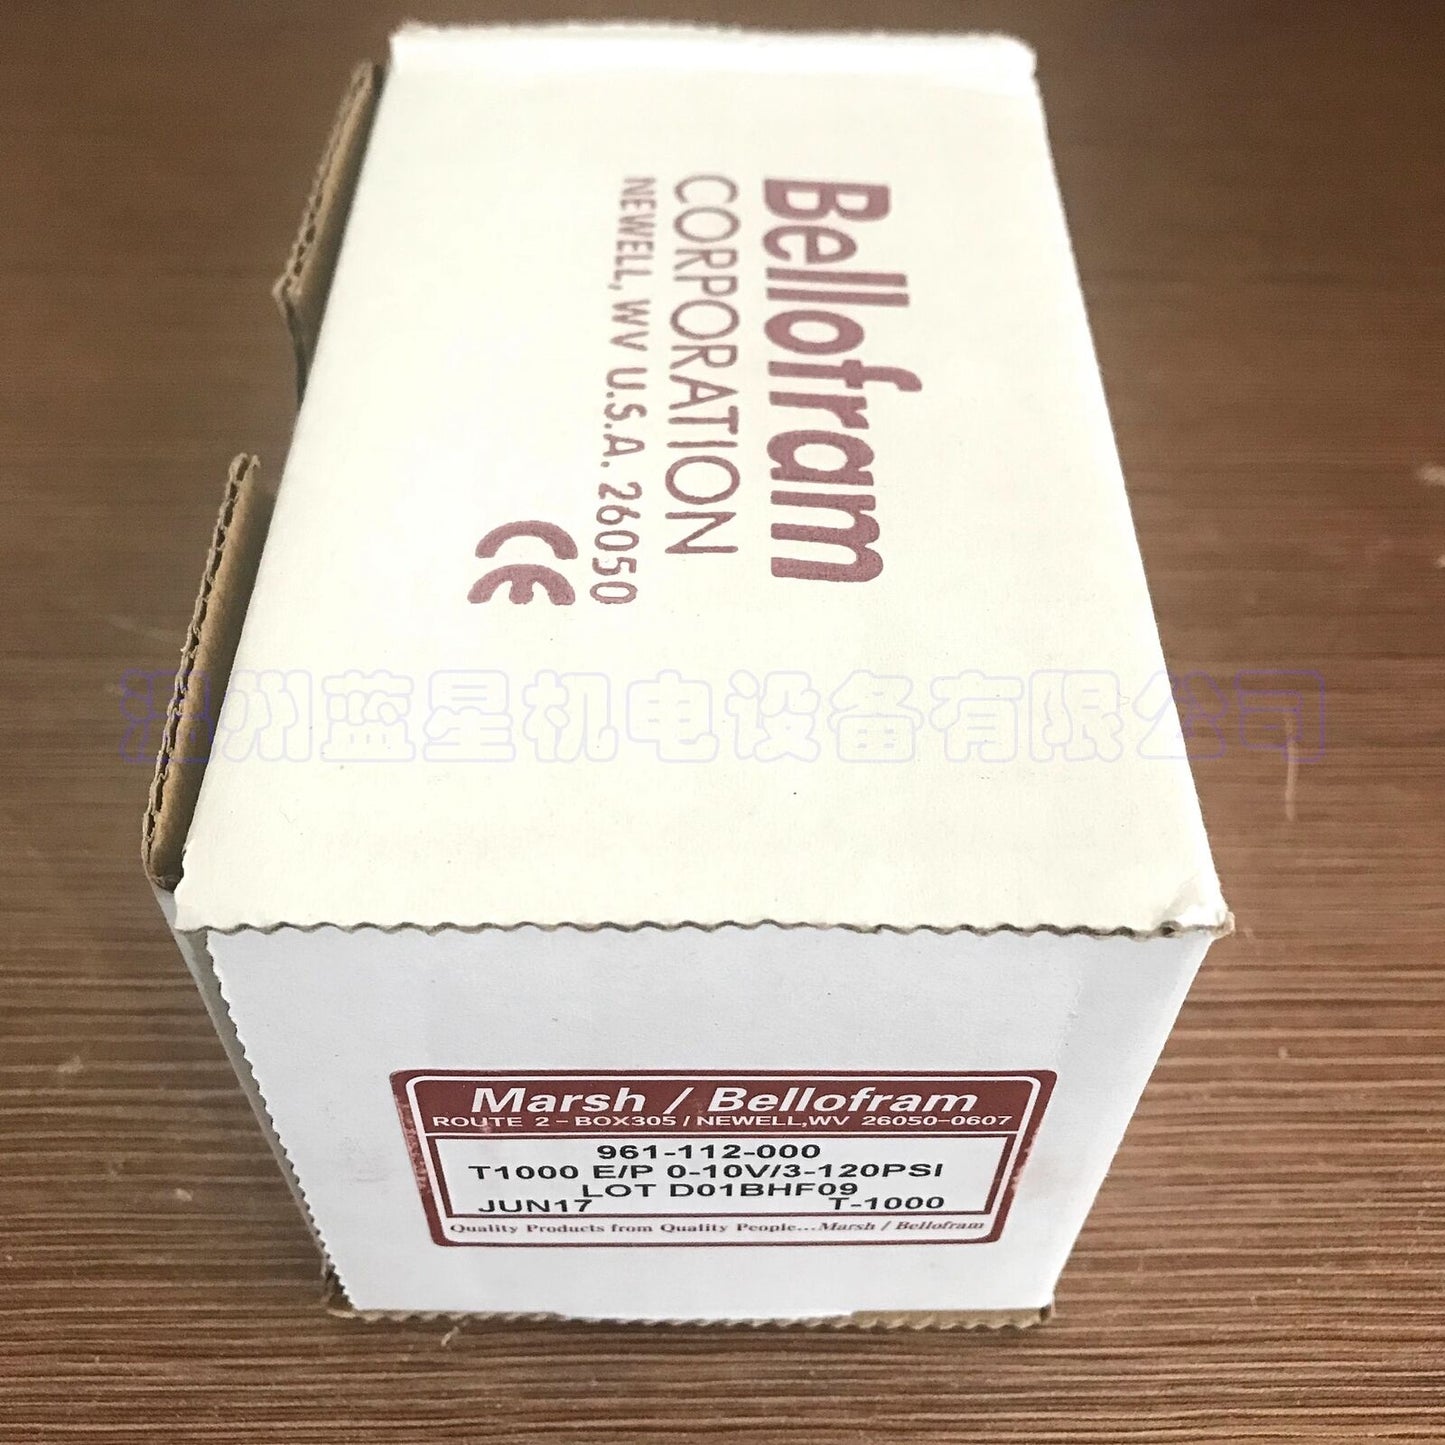 Bellofram
CORPORATION
NEWELL, WV U.S.A. 26050
CE
温州蓝星机电设备有限公司
Marsh / Bellofram
ROUTE 2-BOX305 / NEWELL,WV 26050-0607
961-112-000
T1000 E/P 0-10V/3-120PSI
LOT D01BHF09
JUN17 T-1000
Quality Products from Quality People...Marsh / Bellofram